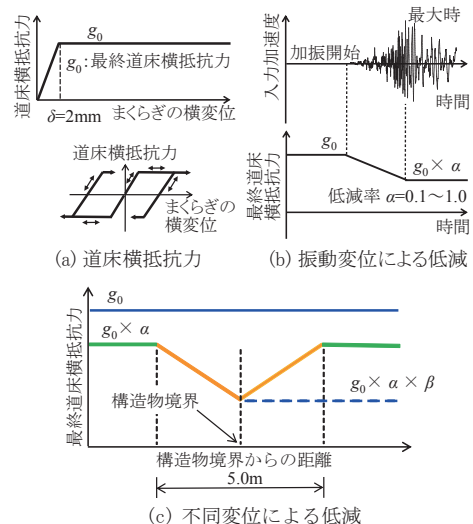 道床横抵抗力
g₀
g₀：最終道床横抵抗力
まくらぎの横変位
δ=2mm
道床横抵抗力
まくらぎの
横変位
(a) 道床横抵抗力
入力加速度
最大時
加振開始
時間
最終道床
横抵抗力
g₀
g₀× α
低減率 α=0.1～1.0
時間
(b) 振動変位による低減
最終道床横抵抗力
g₀
g₀× α
g₀× α × β
構造物境界
構造物境界からの距離
5.0m
(c) 不同変位による低減